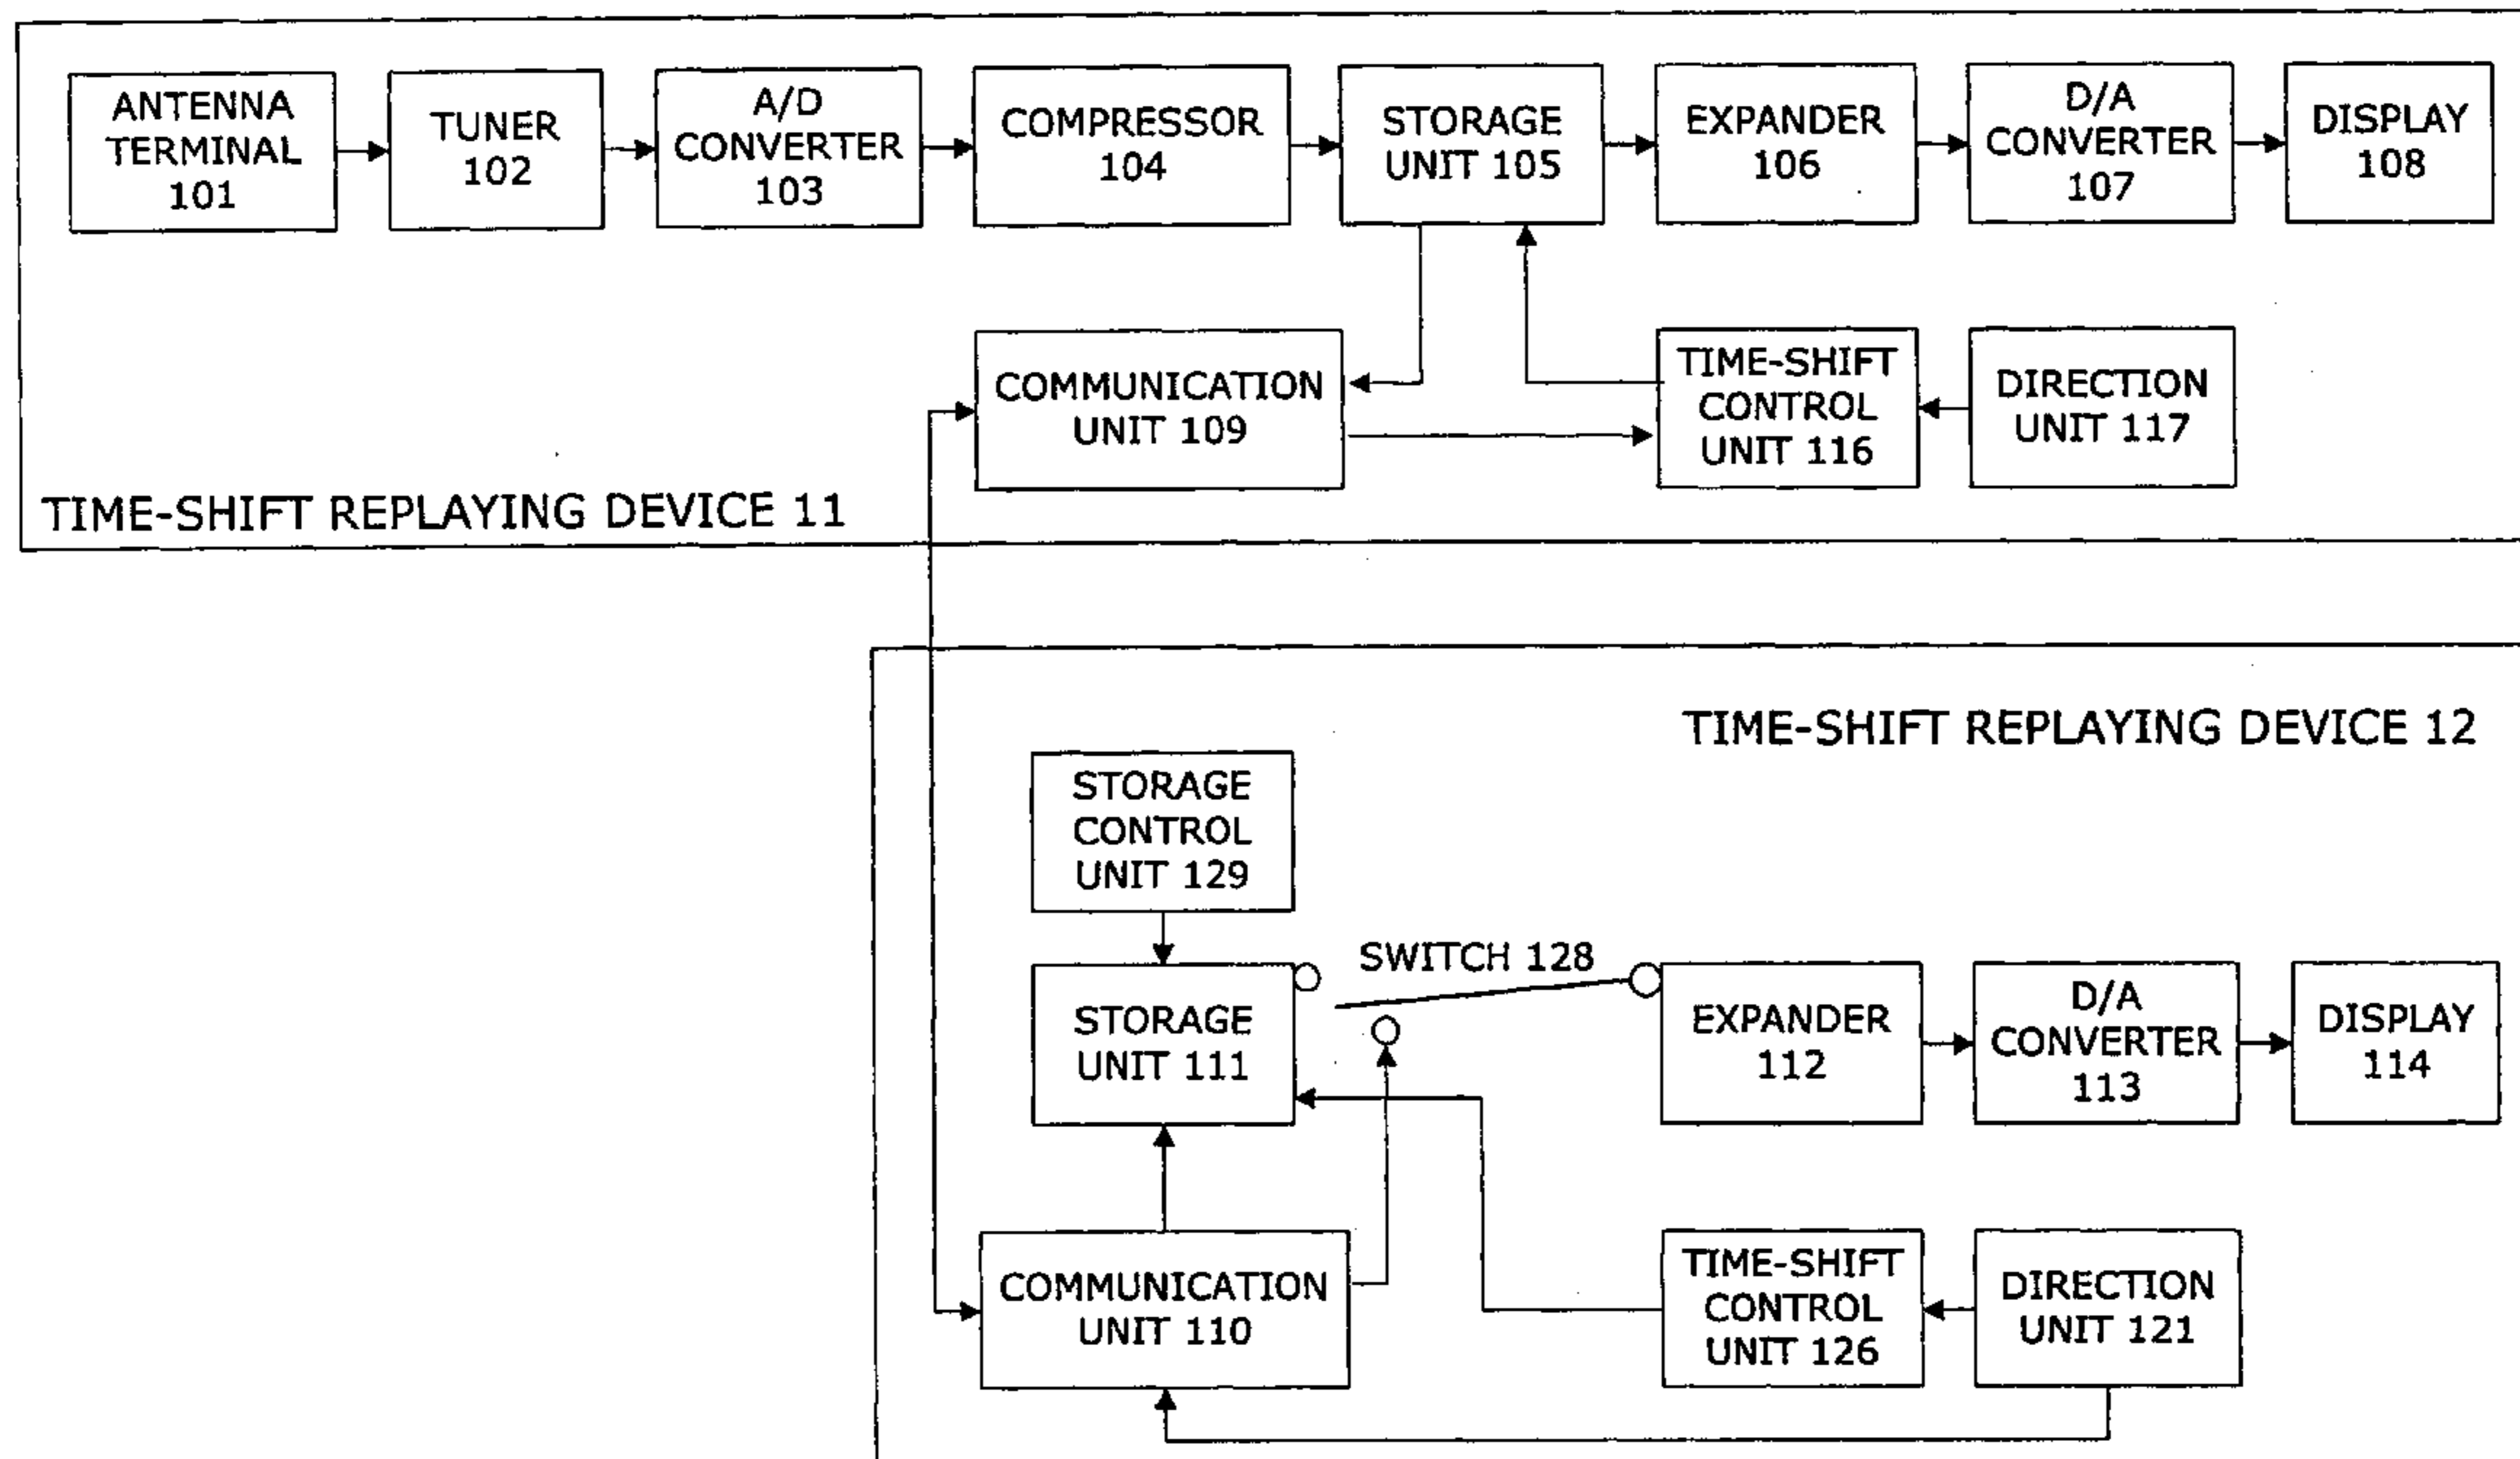 ANTENNA
TERMINAL
101
TUNER
102
A/D
CONVERTER
103
COMPRESSOR
104
STORAGE
UNIT 105
EXPANDER
106
D/A
CONVERTER
107
DISPLAY
108
COMMUNICATION
UNIT 109
TIME-SHIFT
CONTROL
UNIT 116
DIRECTION
UNIT 117
TIME-SHIFT REPLAYING DEVICE 11
TIME-SHIFT REPLAYING DEVICE 12
STORAGE
CONTROL
UNIT 129
SWITCH 128
STORAGE
UNIT 111
EXPANDER
112
D/A
CONVERTER
113
DISPLAY
114
COMMUNICATION
UNIT 110
TIME-SHIFT
CONTROL
UNIT 126
DIRECTION
UNIT 121